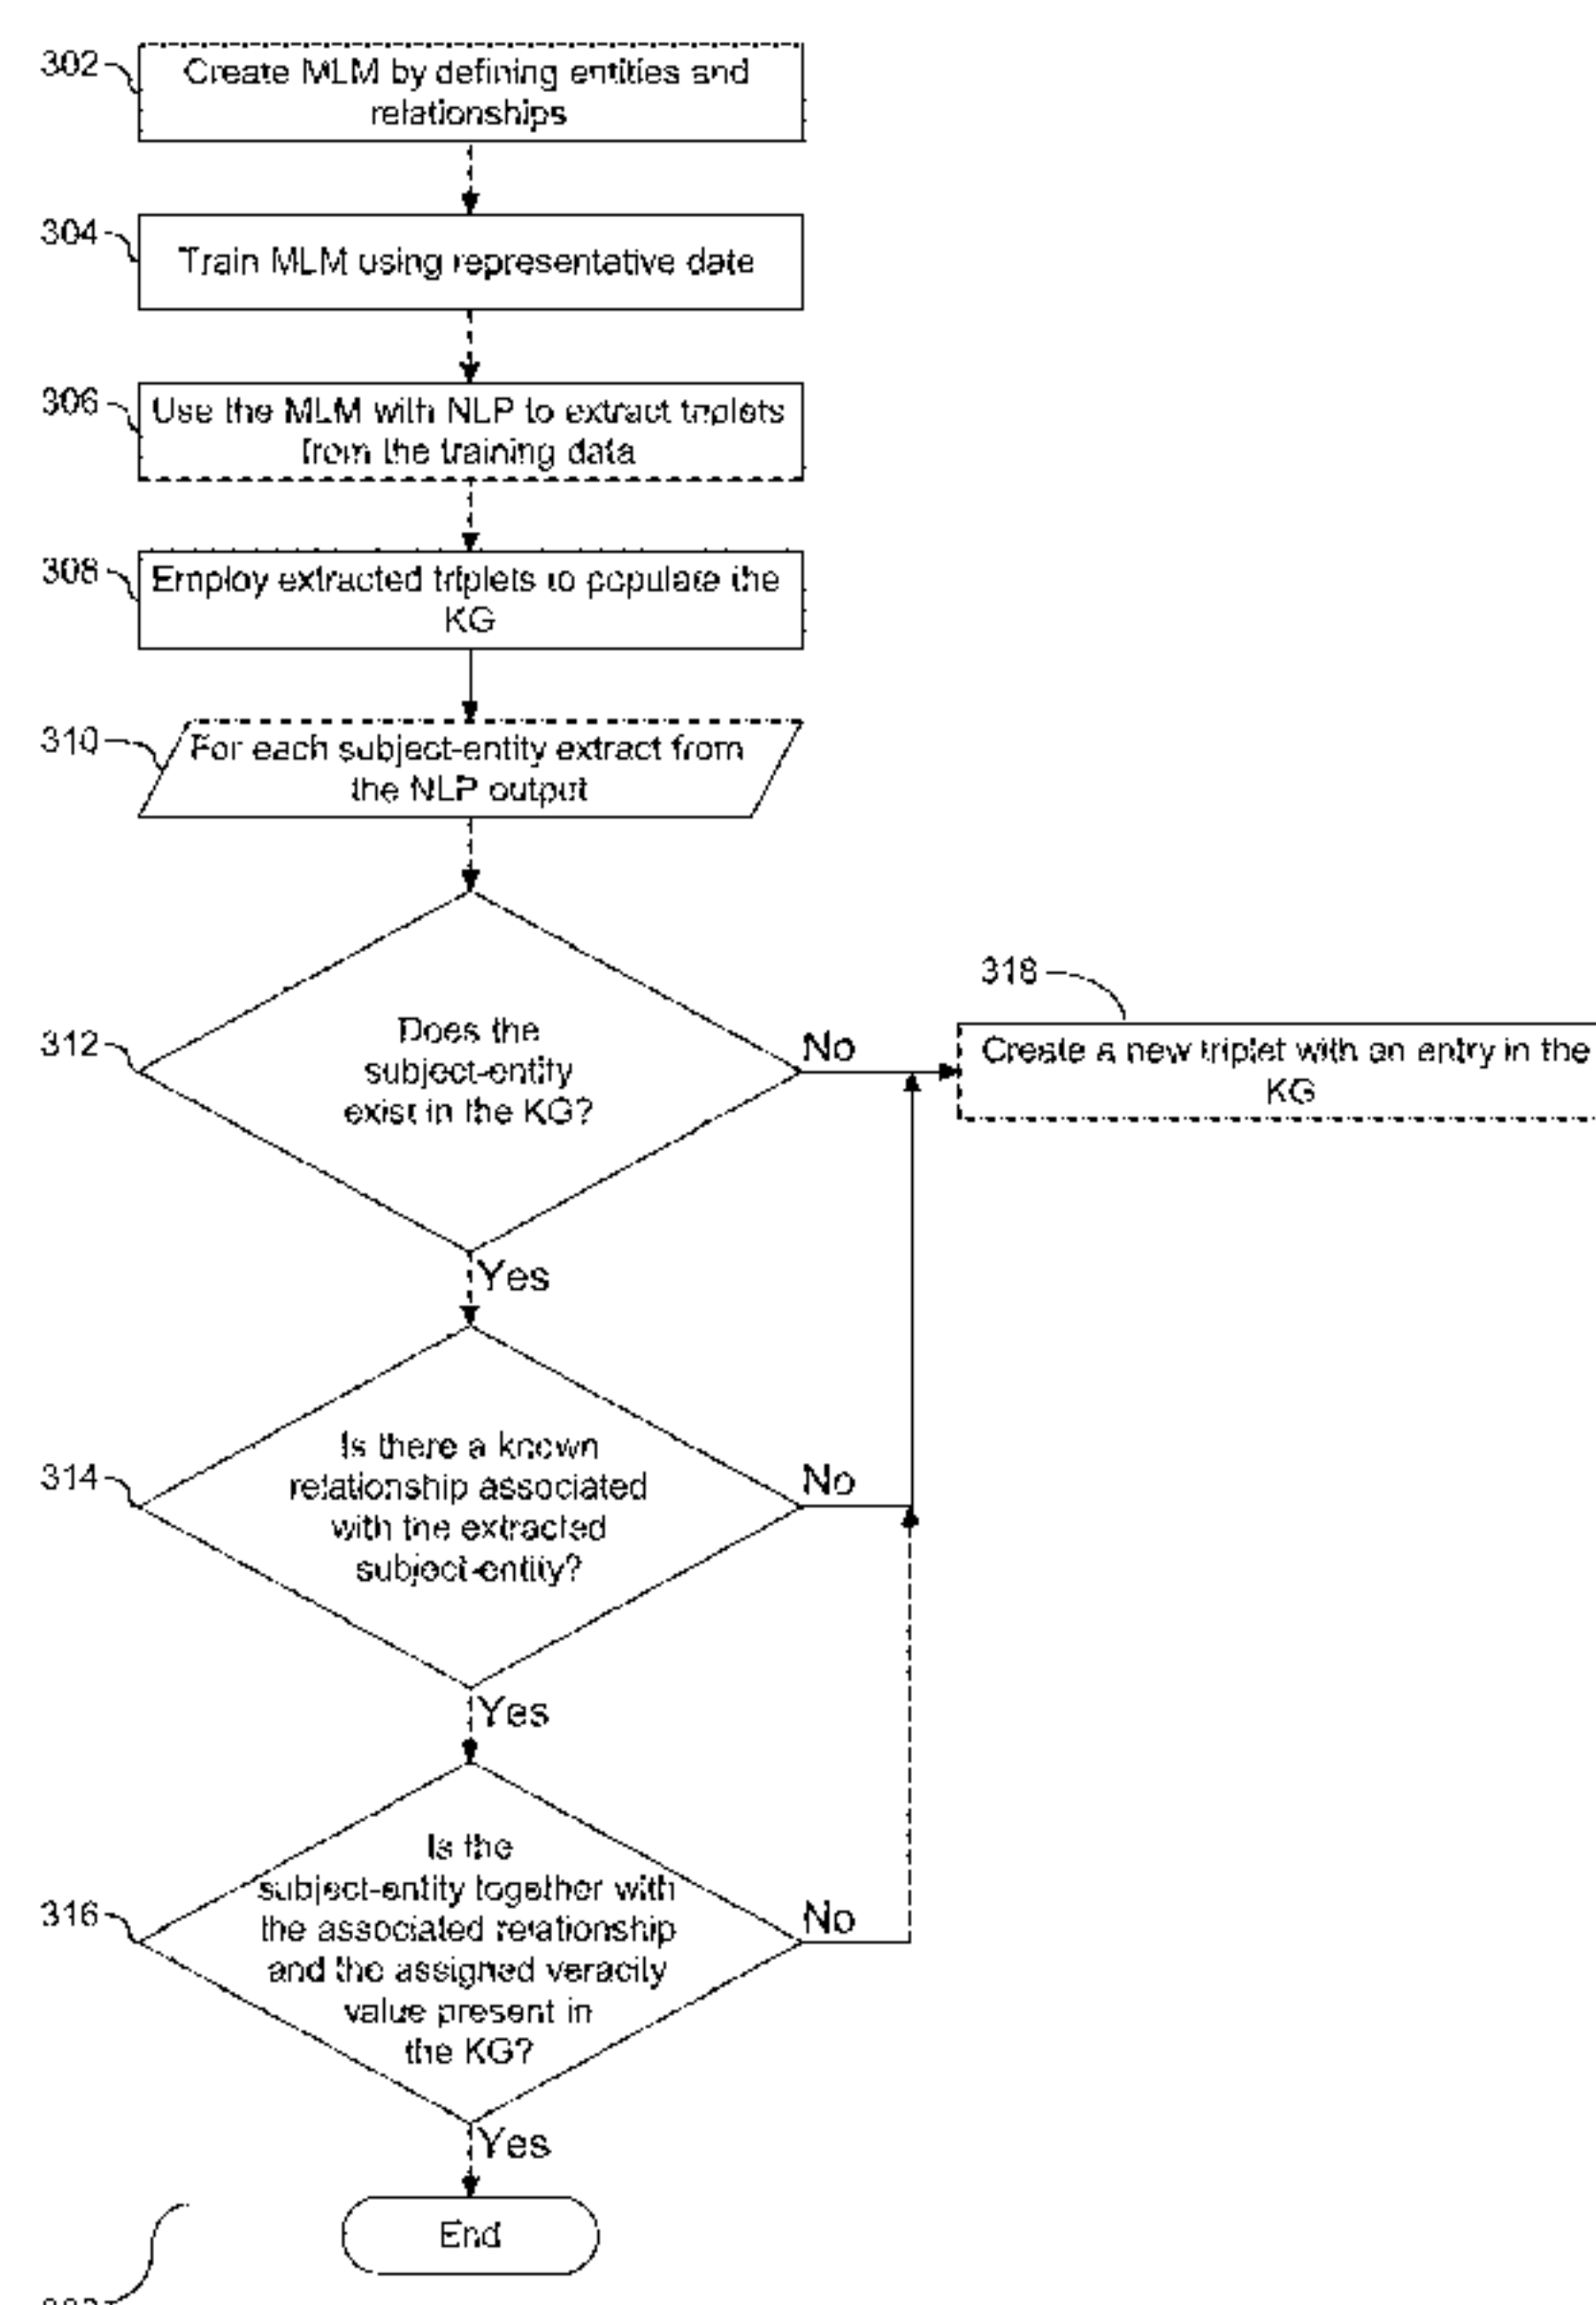 302
Create MLM by defining entities and
relationships
304
Train MLM using representative date
306
Use the MLM with NLP to extract triplets
from the training data
308
Employ extracted triplets to populate the
KG
310
For each subject-entity extract from
the NLP output
312
Does the
subject-entity
exist in the KG?
No
318
Create a new triplet with an entry in the
KG
Yes
314
Is there a known
relationship associated
with the extracted
subject-entity?
No
Yes
316
Is the
subject-entity together with
the associated relationship
and the assigned veracity
value present in
the KG?
No
Yes
End